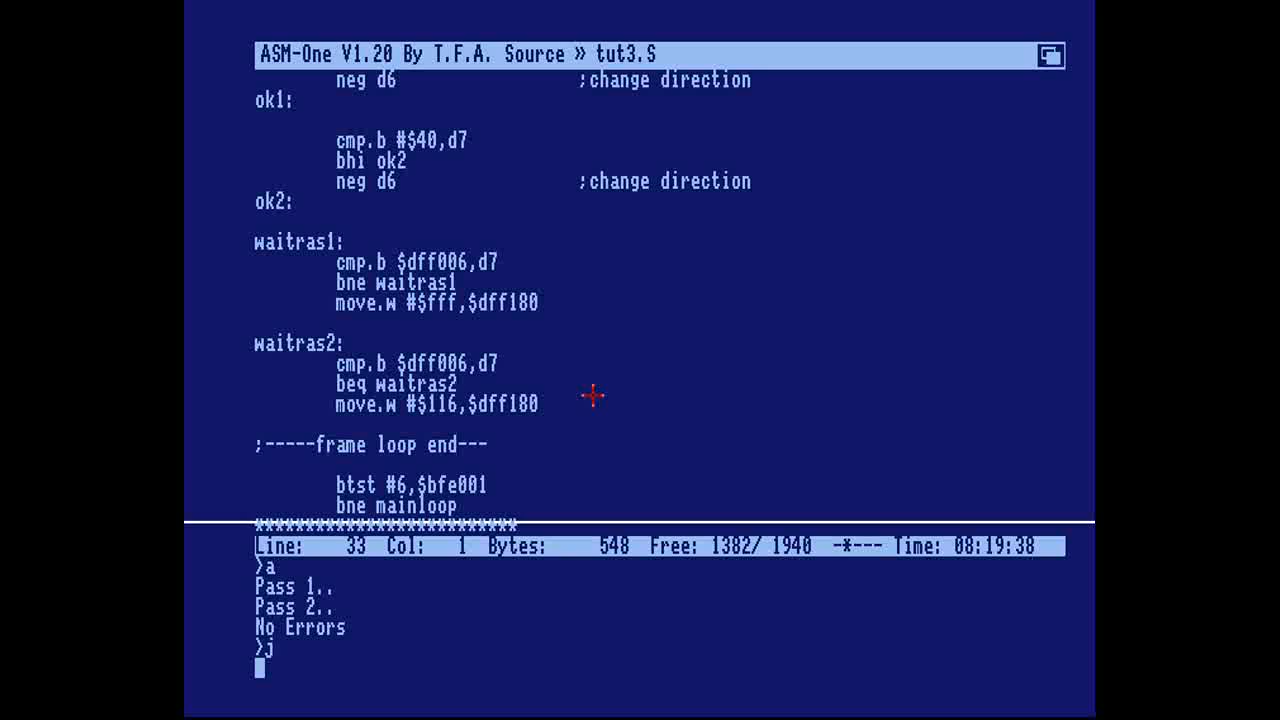 ASM-One V1.20 By T.F.A. Source » tut3.S
neg d6 ;change direction
ok1:
cmp.b #$40,d7
bhi ok2
neg d6 ;change direction
ok2:
waitras1:
cmp.b $dff006,d7
bne waitras1
move.w #$fff,$dff180
waitras2:
cmp.b $dff006,d7
beq waitras2
move.w #$116,$dff180
;-----frame loop end---
btst #6,$bfe001
bne mainloop
**************************
Line: 33 Col: 1 Bytes: 548 Free: 1382/ 1940 -*--- Time: 08:19:38
>a
Pass 1..
Pass 2..
No Errors
>j